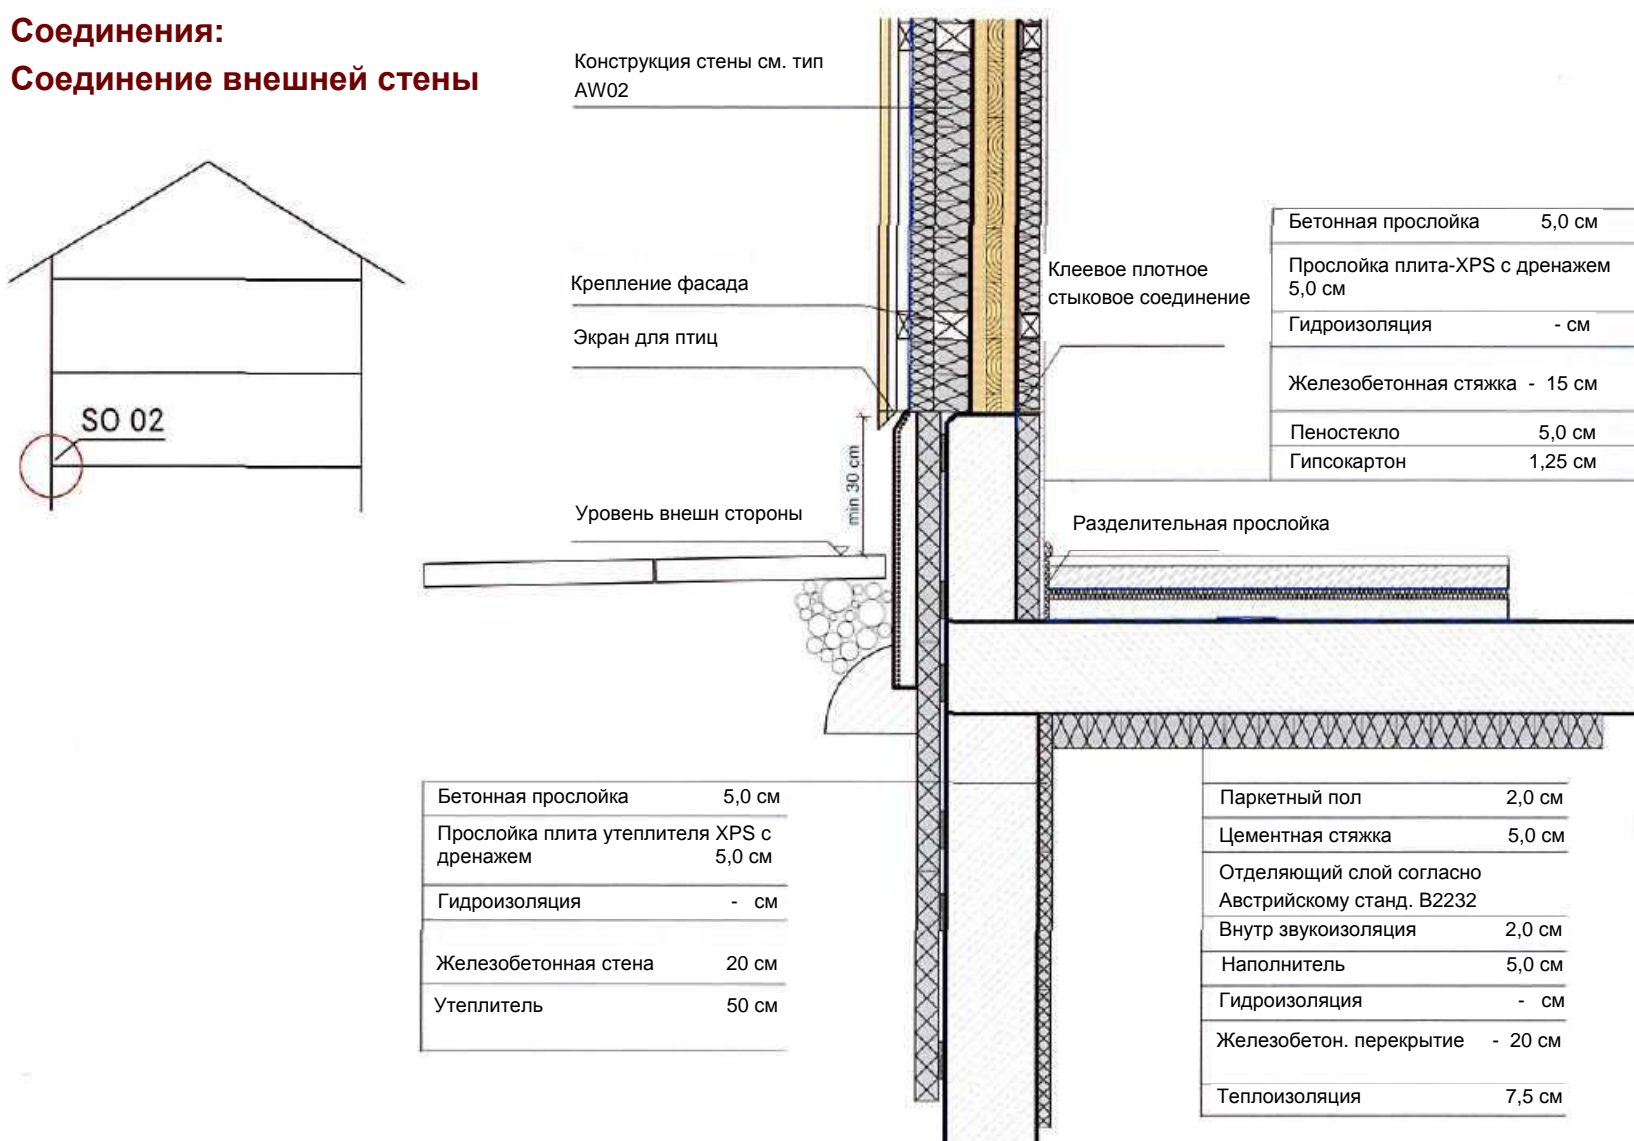 Соединения:
Соединение внешней стены
Конструкция стены см. тип
AW02
SO 02
Крепление фасада
Экран для птиц
Клеевое плотное
стыковое соединение
Бетонная прослойка 5,0 см
Прослойка плита-XPS с дренажем
5,0 см
Гидроизоляция - см
Железобетонная стяжка - 15 см
Пеностекло 5,0 см
Гипсокартон 1,25 см
min 30 cm
Уровень внешн стороны
Разделительная прослойка
Бетонная прослойка 5,0 см
Прослойка плита утеплителя XPS с
дренажем 5,0 см
Гидроизоляция - см
Железобетонная стена 20 см
Утеплитель 50 см
Паркетный пол 2,0 см
Цементная стяжка 5,0 см
Отделяющий слой согласно
Австрийскому станд. B2232
Внутр звукоизоляция 2,0 см
Наполнитель 5,0 см
Гидроизоляция - см
Железобетон. перекрытие - 20 см
Теплоизоляция 7,5 см